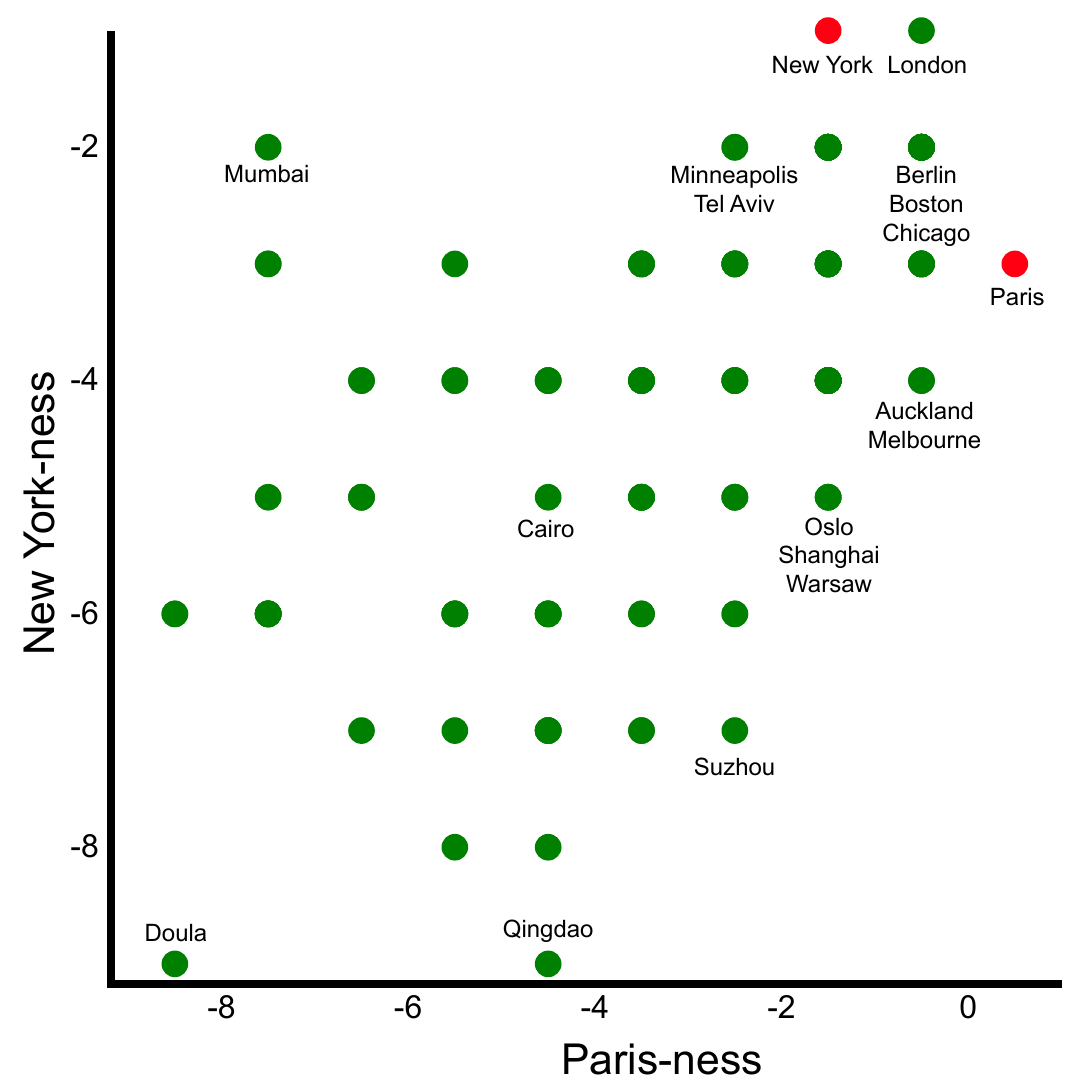 New York London
-2
Mumbai
Minneapolis
Tel Aviv
Berlin
Boston
Chicago
Paris
-4
Auckland
Melbourne
Cairo
Oslo
Shanghai
Warsaw
New York-ness
-6
Suzhou
-8
Doula
Qingdao
-8 -6 -4 -2 0
Paris-ness